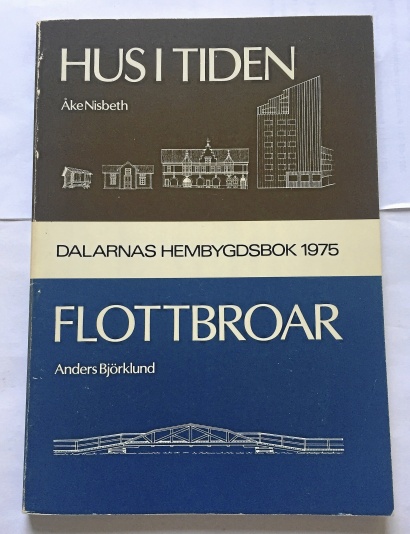 HUS I TIDEN
Åke Nisbeth
DALARNAS HEMBYGDSBOK 1975
FLOTTBROAR
Anders Björklund